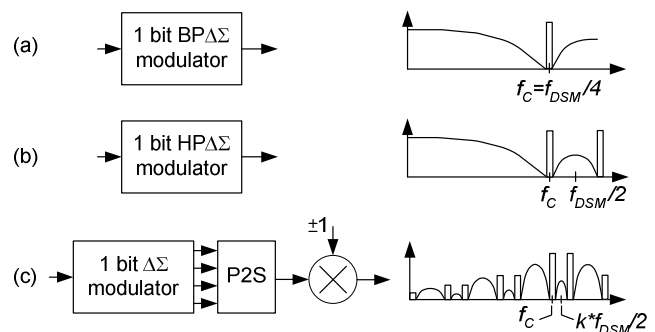 (a)
1 bit BPΔΣ
modulator
f_C=f_DSM/4
(b)
1 bit HPΔΣ
modulator
f_C
f_DSM/2
(c)
1 bit ΔΣ
modulator
P2S
±1
f_C
k*f_DSM/2